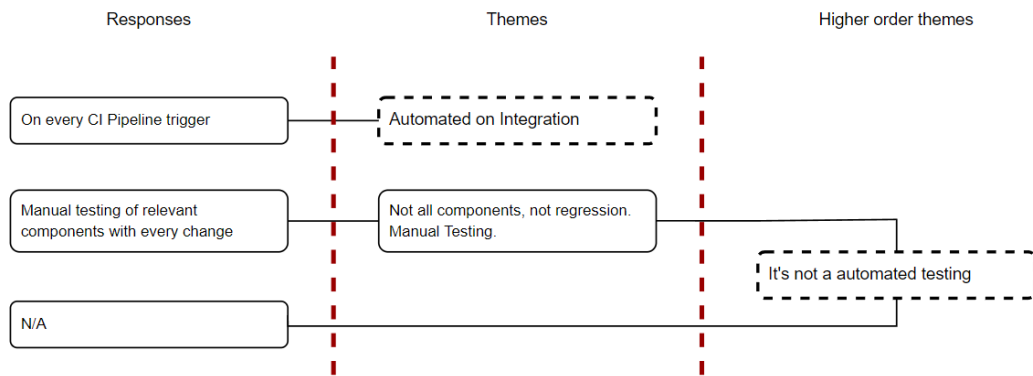 Responses
Themes
Higher order themes
On every CI Pipeline trigger
Automated on Integration
Manual testing of relevant
components with every change
Not all components, not regression.
Manual Testing.
It's not a automated testing
N/A